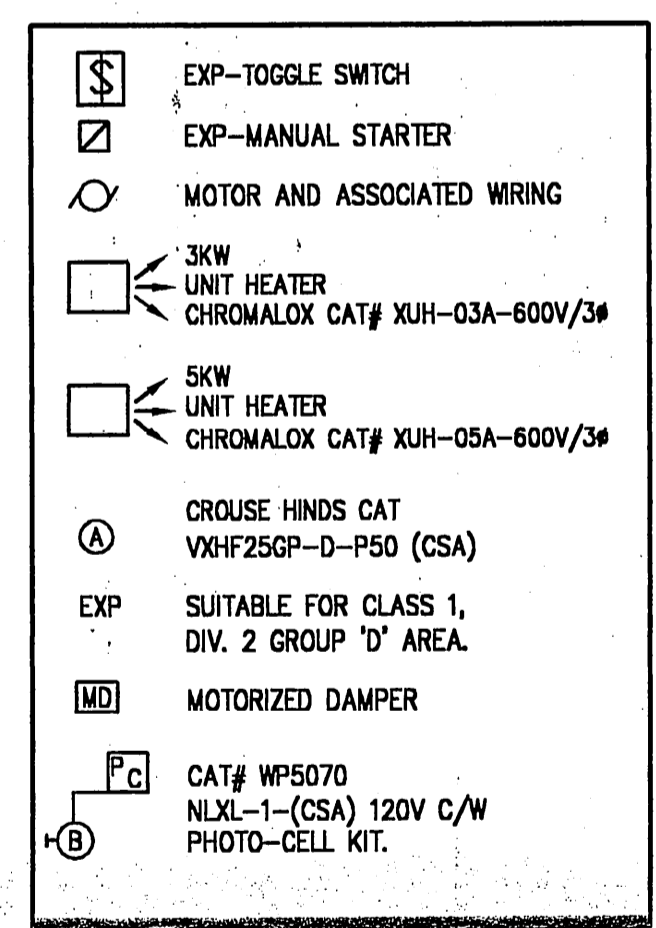 $ EXP-TOGGLE SWITCH
EXP-MANUAL STARTER
MOTOR AND ASSOCIATED WIRING
3KW
UNIT HEATER
CHROMALOX CAT# XUH-03A-600V/3ø
5KW
UNIT HEATER
CHROMALOX CAT# XUH-05A-600V/3ø
CROUSE HINDS CAT
A VXHF25GP-D-P50 (CSA)
EXP SUITABLE FOR CLASS 1,
DIV. 2 GROUP 'D' AREA.
MD MOTORIZED DAMPER
PC CAT# WP5070
NLXL-1-(CSA) 120V C/W
B PHOTO-CELL KIT.